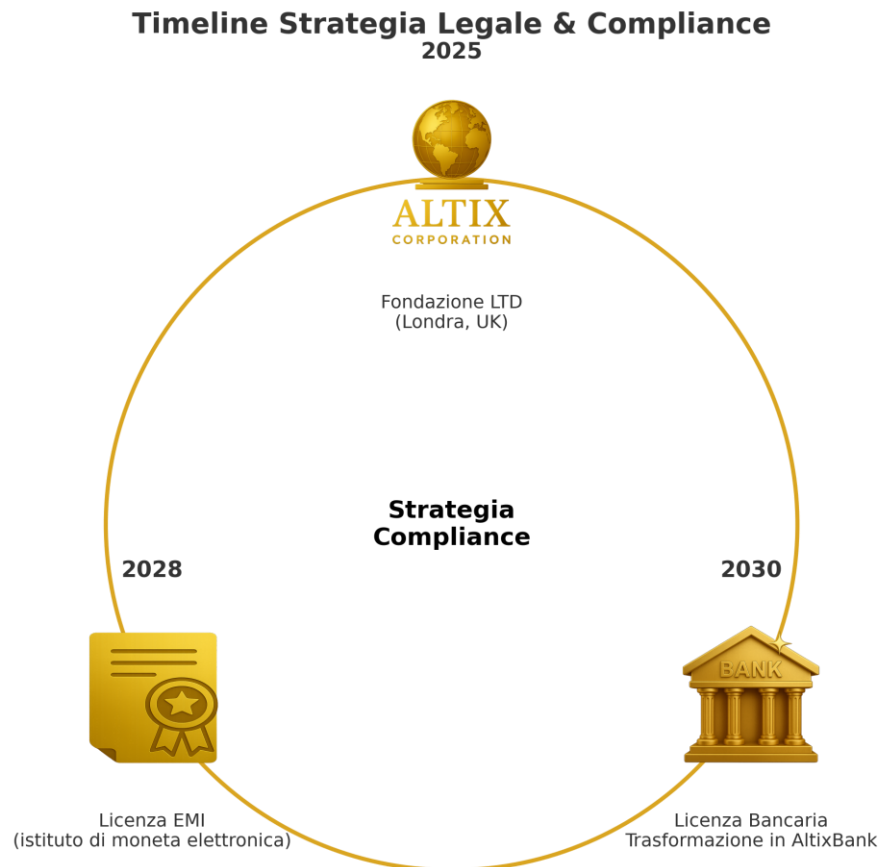 Timeline Strategia Legale & Compliance
2025
ALTIX
CORPORATION
Fondazione LTD
(Londra, UK)
Strategia
Compliance
2028
2030
BANK
Licenza EMI
(istituto di moneta elettronica)
Licenza Bancaria
Trasformazione in AltixBank